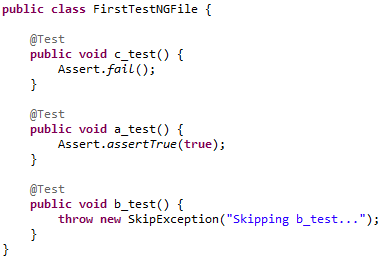 public class FirstTestNGFile {
@Test
public void c_test() {
Assert.fail();
}
@Test
public void a_test() {
Assert.assertTrue(true);
}
@Test
public void b_test() {
throw new SkipException("Skipping b_test...");
}
}